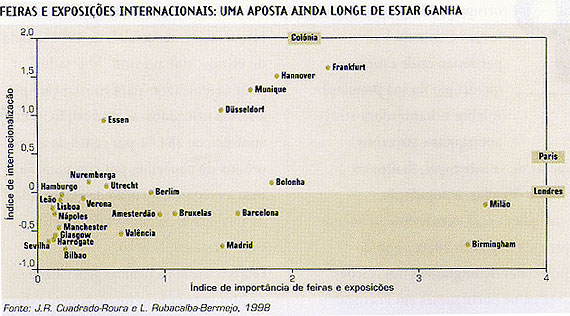 FEIRAS E EXPOSIÇÕES INTERNACIONAIS: UMA APOSTA AINDA LONGE DE ESTAR GANHA
Índice de internacionalização
2,0
1,5
1,0
0,5
0
-0,5
-1,0
Colónia
Frankfurt
Hannover
Munique
Düsseldorf
Essen
Paris
Nuremberga
Bolonha
Hamburgo
Utrecht
Berlim
Londres
Leão
Verona
Lisboa
Milão
Nápoles
Amesterdão
Bruxelas
Barcelona
Manchester
Glasgow
Valência
Sevilha
Harrogate
Madrid
Birmingham
Bilbao
0
1
2
3
4
Índice de importância de feiras e exposições
Fonte: J.R. Cuadrado-Roura e L. Rubacalba-Bermejo, 1998